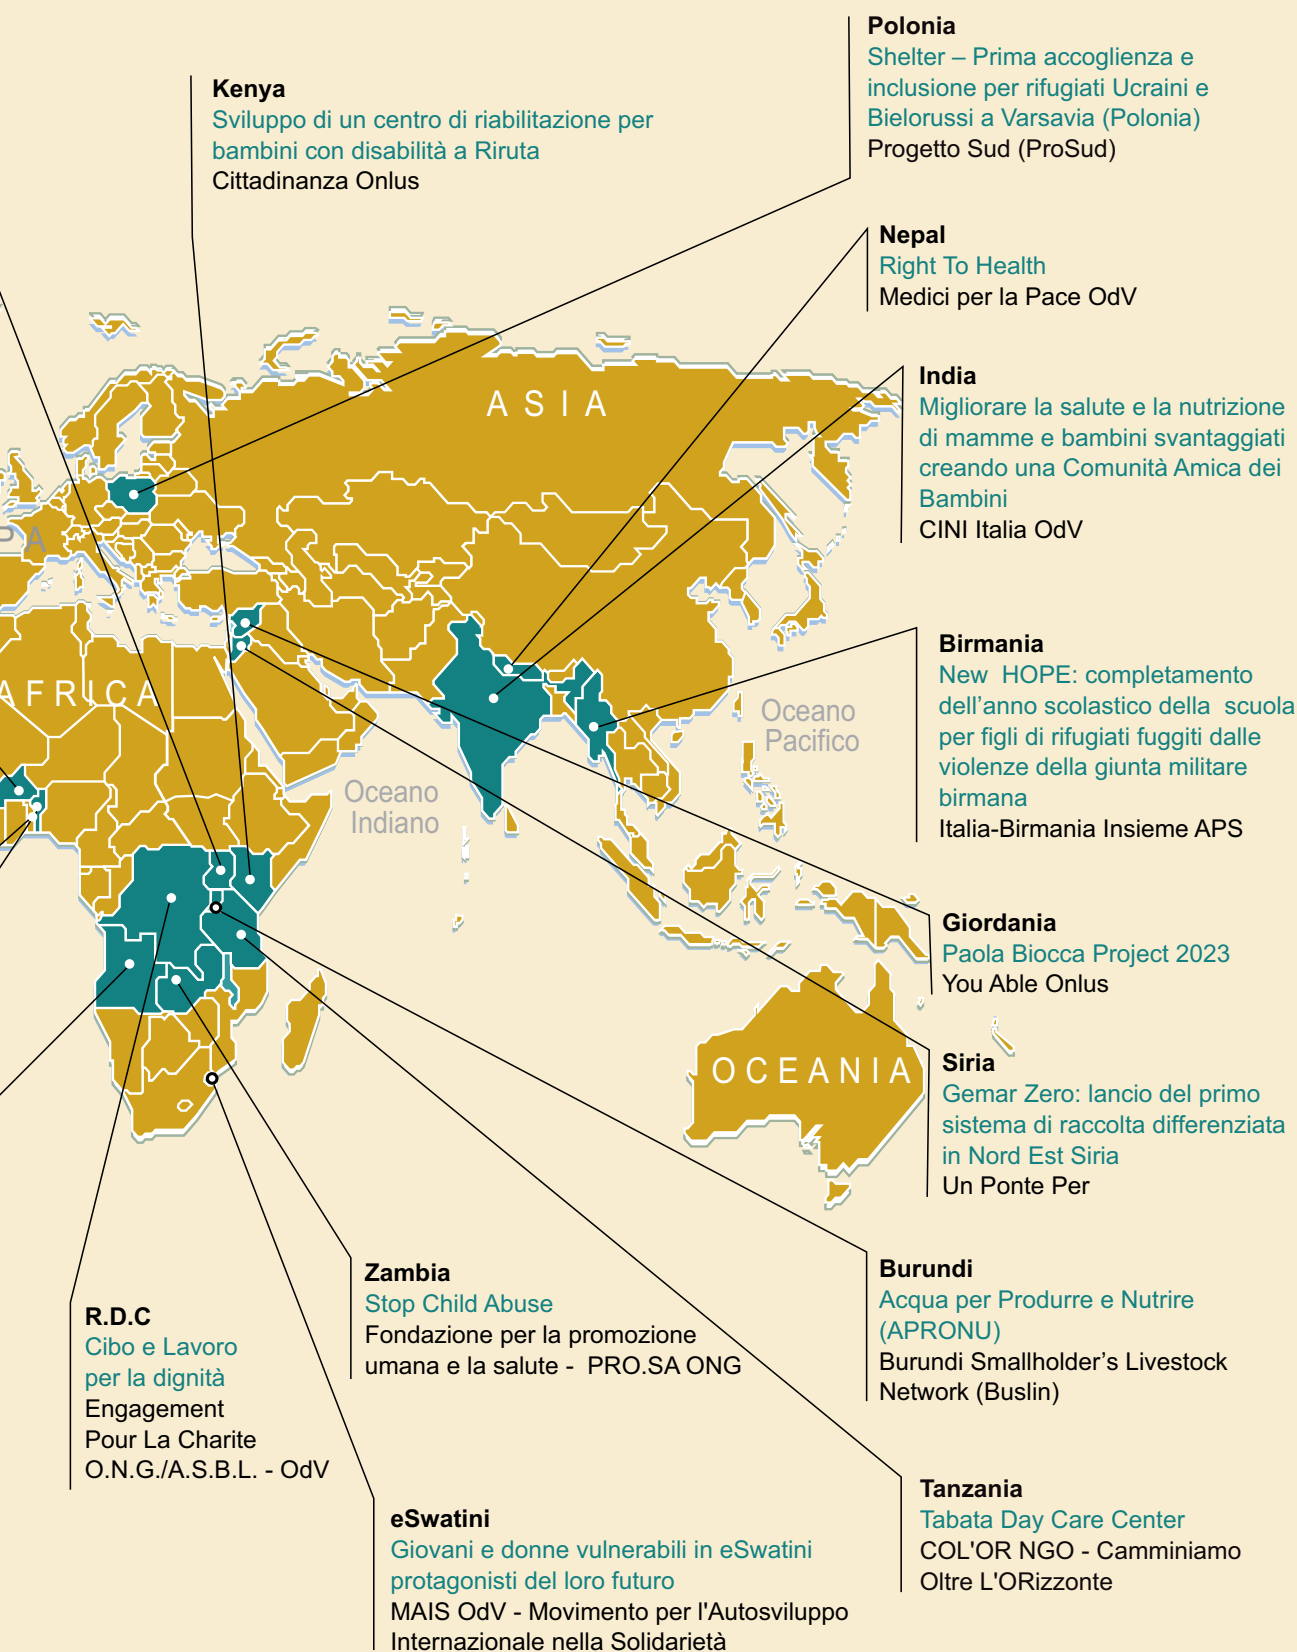 Polonia
Shelter – Prima accoglienza e
inclusione per rifugiati Ucraini e
Bielorussi a Varsavia (Polonia)
Progetto Sud (ProSud)
Kenya
Sviluppo di un centro di riabilitazione per
bambini con disabilità a Riruta
Cittadinanza Onlus
Nepal
Right To Health
Medici per la Pace OdV
India
Migliorare la salute e la nutrizione
di mamme e bambini svantaggiati
creando una Comunità Amica dei
Bambini
CINI Italia OdV
ASIA
PA
Birmania
New HOPE: completamento
dell’anno scolastico della scuola
per figli di rifugiati fuggiti dalle
violenze della giunta militare
birmana
Italia-Birmania Insieme APS
AFRICA
Oceano
Pacifico
Oceano
Indiano
Giordania
Paola Biocca Project 2023
You Able Onlus
OCEANIA
Siria
Gemar Zero: lancio del primo
sistema di raccolta differenziata
in Nord Est Siria
Un Ponte Per
Burundi
Acqua per Produrre e Nutrire
(APRONU)
Burundi Smallholder’s Livestock
Network (Buslin)
Zambia
Stop Child Abuse
Fondazione per la promozione
umana e la salute - PRO.SA ONG
R.D.C
Cibo e Lavoro
per la dignità
Engagement
Pour La Charite
O.N.G./A.S.B.L. - OdV
Tanzania
Tabata Day Care Center
COL'OR NGO - Camminiamo
Oltre L'ORizzonte
eSwatini
Giovani e donne vulnerabili in eSwatini
protagonisti del loro futuro
MAIS OdV - Movimento per l'Autosviluppo
Internazionale nella Solidarietà